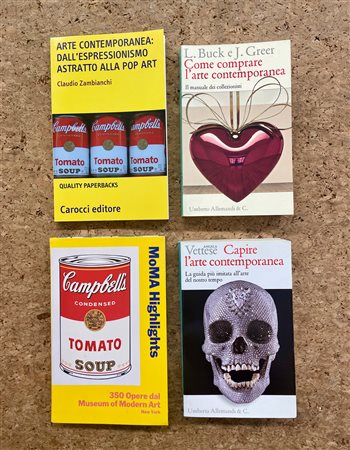 ARTE CONTEMPORANEA:
DALL'ESPRESSIONISMO
ASTRATTO ALLA POP ART
Claudio Zambianchi
Campbell's
Campbell's
Campbell's
Tomato
Tomato
Tomato
SOUP
SOUP
SOUP
QUALITY PAPERBACKS
Carocci editore
L. Buck e J. Greer
Come comprare
l'arte contemporanea
Il manuale dei collezionisti
Umberto Allemandi & C.
MoMA Highlights
Campbell's
CONDENSED
TOMATO
SOUP
350 Opere dal
Museum of Modern Art
New York
ANGELA
Vettese
Capire
l'arte contemporanea
La guida più imitata all'arte
del nostro tempo
Umberto Allemandi & C.